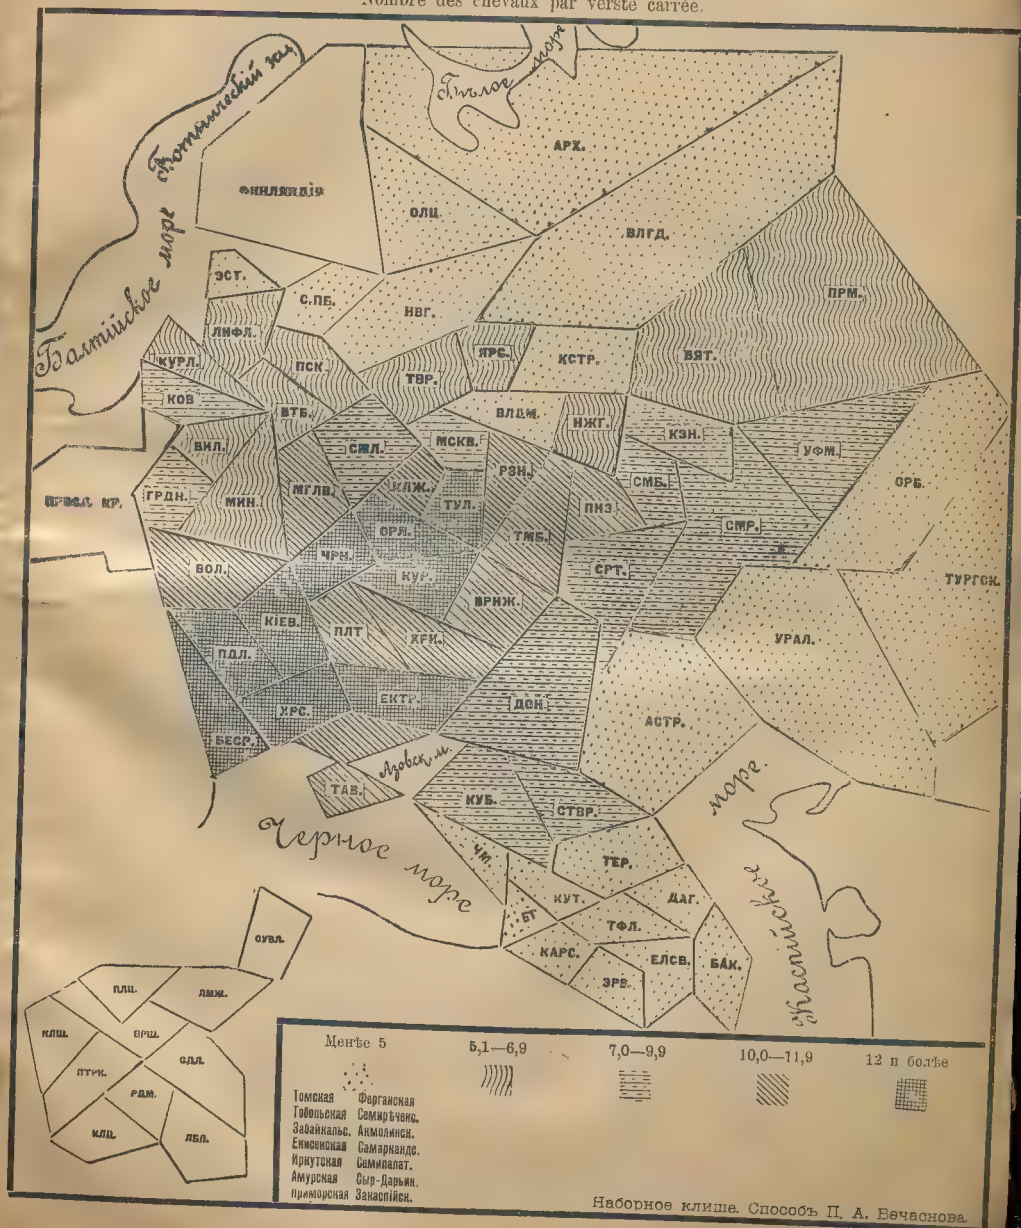 Nombre des chevaux par verste carrée.
Ботническій зал.
Бѣлое море
АРХ.
ФИНЛЯНДІЯ
ОЛЦ.
ВЛГД.
Балтійское море
ЭСТ.
С.ПБ.
НВГ.
ПРМ.
ЛИФЛ.
КУРЛ.
ПСК.
ТВР.
ЯРС.
КСТР.
ВЯТ.
КОВ
ВТБ.
ВЛДМ.
НЖГ.
КЗН.
УФМ.
ВИЛ.
СМЛ.
МСКВ.
РЗН.
СМБ.
ОРБ.
ГРДН.
МИН.
МГЛВ.
КЛЖ.
ТУЛ.
ПНЗ.
СМР.
ВОЛ.
ЧРН.
ОРЛ.
КУР.
ТМБ.
СРТ.
ТУРГСК.
КІЕВ.
ПЛТ
ХРК.
ВРНЖ.
УРАЛ.
ПДЛ.
ХРС.
ЕКТР.
ДОН.
АСТР.
БЕСР.
ТАВ.
Азовск. м.
КУБ.
СТВР.
Черное море
ЧМ.
ТЕР.
КУТ.
ДАГ.
БТ
ТФЛ.
КАРС.
ЭРВ.
ЕЛСВ.
БАК.
Каспійское море.
СУВЛ.
ПЛЦ.
ЛМЖ.
КЛШ.
ВРШ.
СДЛ.
ПТРК.
РДМ.
КЛЦ.
ЛБЛ.
Менѣе 5
5,1—6,9
7,0—9,9
10,0—11,9
12 и болѣе
Томская Ферганская
Тобольская Семирѣченс.
Забайкальс. Акмолинск.
Енисейская Самарканде.
Иркутская Семипалат.
Амурская Сыр-Дарьин.
Приморская Закаспійск.
Наборное клише. Способъ П. А. Вечаснова.